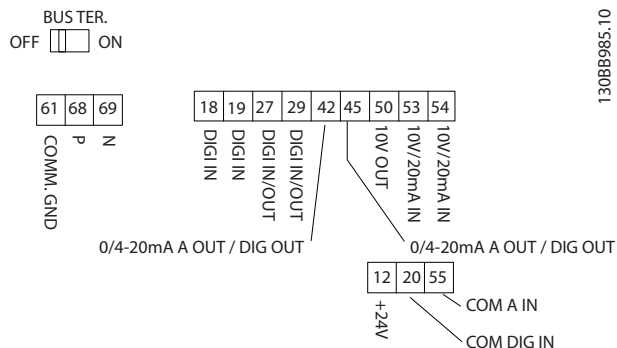 BUS TER.
OFF ON
130BB985.10
61 68 69
18 19 27 29 42 45 50 53 54
COMM. GND
P
N
DIGI IN
DIGI IN
DIGI IN/OUT
DIGI IN/OUT
10V OUT
10V/20mA IN
10V/20mA IN
0/4-20mA A OUT / DIG OUT
0/4-20mA A OUT / DIG OUT
12 20 55
+24V
COM A IN
COM DIG IN